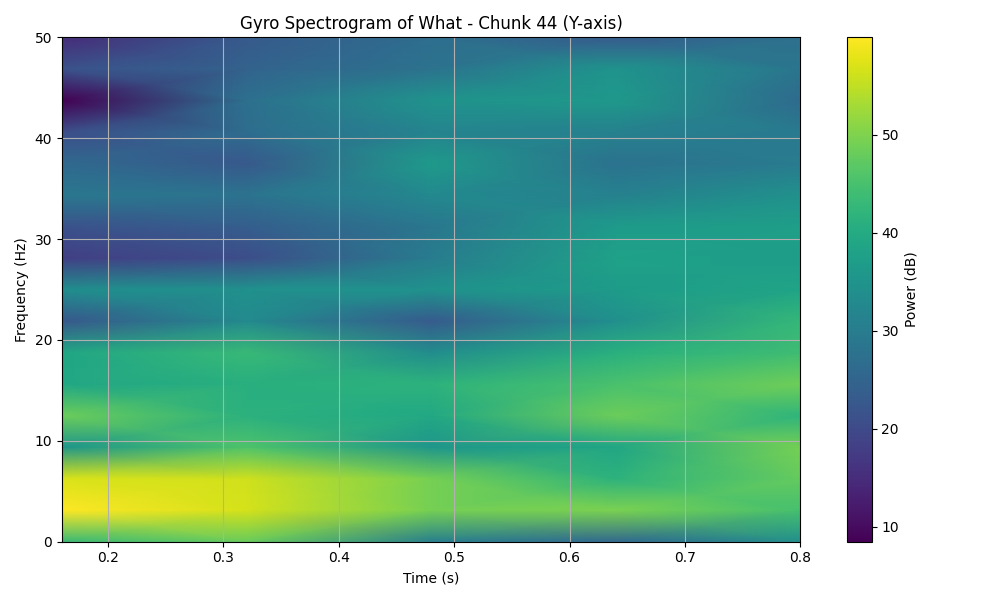 Gyro Spectrogram of What - Chunk 44 (Y-axis)
50
40
30
20
10
0
Frequency (Hz)
0.2 0.3 0.4 0.5 0.6 0.7 0.8
Time (s)
50
40
30
20
10
Power (dB)